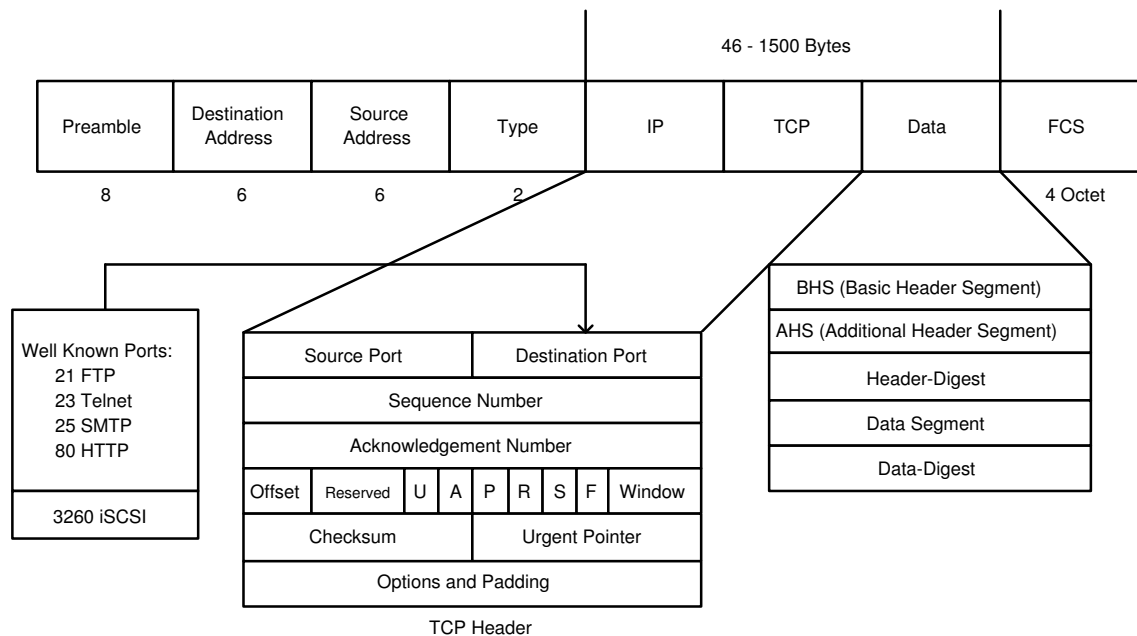 46 - 1500 Bytes
Preamble
Destination
Address
Source
Address
Type
IP
TCP
Data
FCS
8
6
6
2
4 Octet
Well Known Ports:
21 FTP
23 Telnet
25 SMTP
80 HTTP
3260 iSCSI
Source Port
Destination Port
Sequence Number
Acknowledgement Number
Offset
Reserved
U
A
P
R
S
F
Window
Checksum
Urgent Pointer
Options and Padding
TCP Header
BHS (Basic Header Segment)
AHS (Additional Header Segment)
Header-Digest
Data Segment
Data-Digest